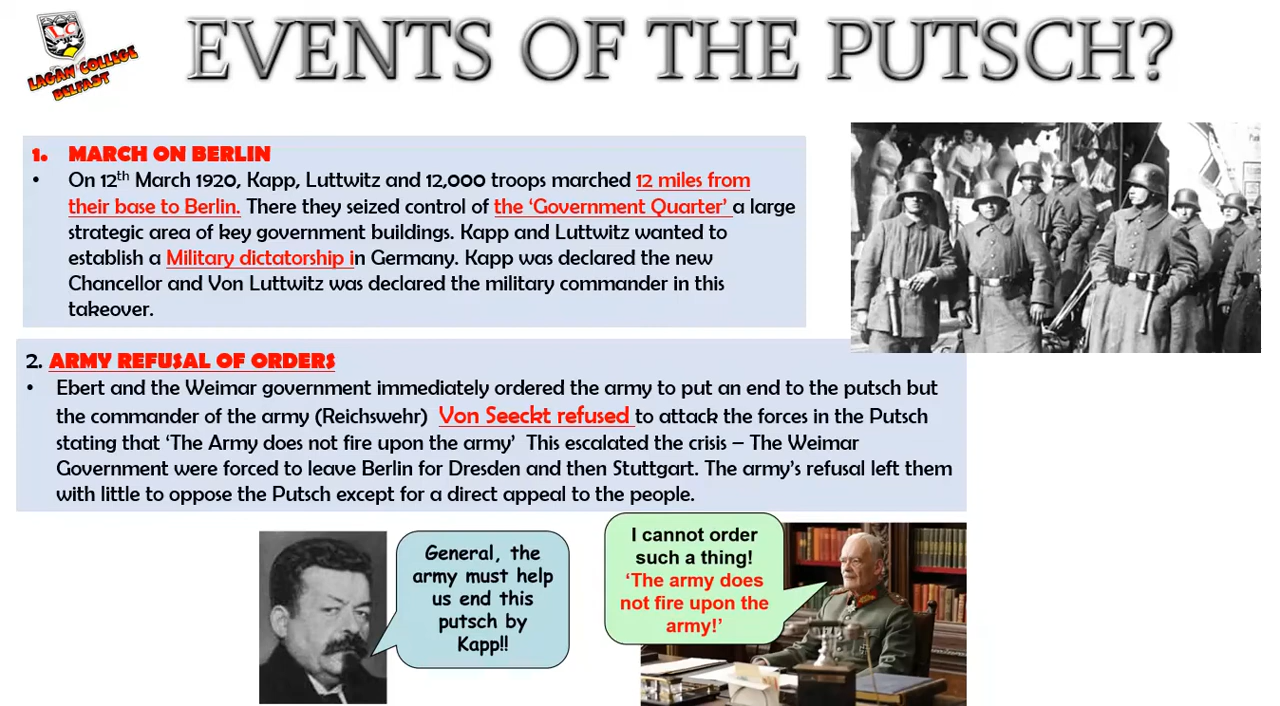 LC
LAGAN COLLEGE
BELFAST
EVENTS OF THE PUTSCH?
1. MARCH ON BERLIN
• On 12th March 1920, Kapp, Luttwitz and 12,000 troops marched 12 miles from
their base to Berlin. There they seized control of the ‘Government Quarter’ a large
strategic area of key government buildings. Kapp and Luttwitz wanted to
establish a Military dictatorship in Germany. Kapp was declared the new
Chancellor and Von Luttwitz was declared the military commander in this
takeover.
2. ARMY REFUSAL OF ORDERS
• Ebert and the Weimar government immediately ordered the army to put an end to the putsch but
the commander of the army (Reichswehr) Von Seeckt refused to attack the forces in the Putsch
stating that ‘The Army does not fire upon the army’ This escalated the crisis – The Weimar
Government were forced to leave Berlin for Dresden and then Stuttgart. The army’s refusal left them
with little to oppose the Putsch except for a direct appeal to the people.
General, the
army must help
us end this
putsch by
Kapp!!
I cannot order
such a thing!
‘The army does
not fire upon the
army!’